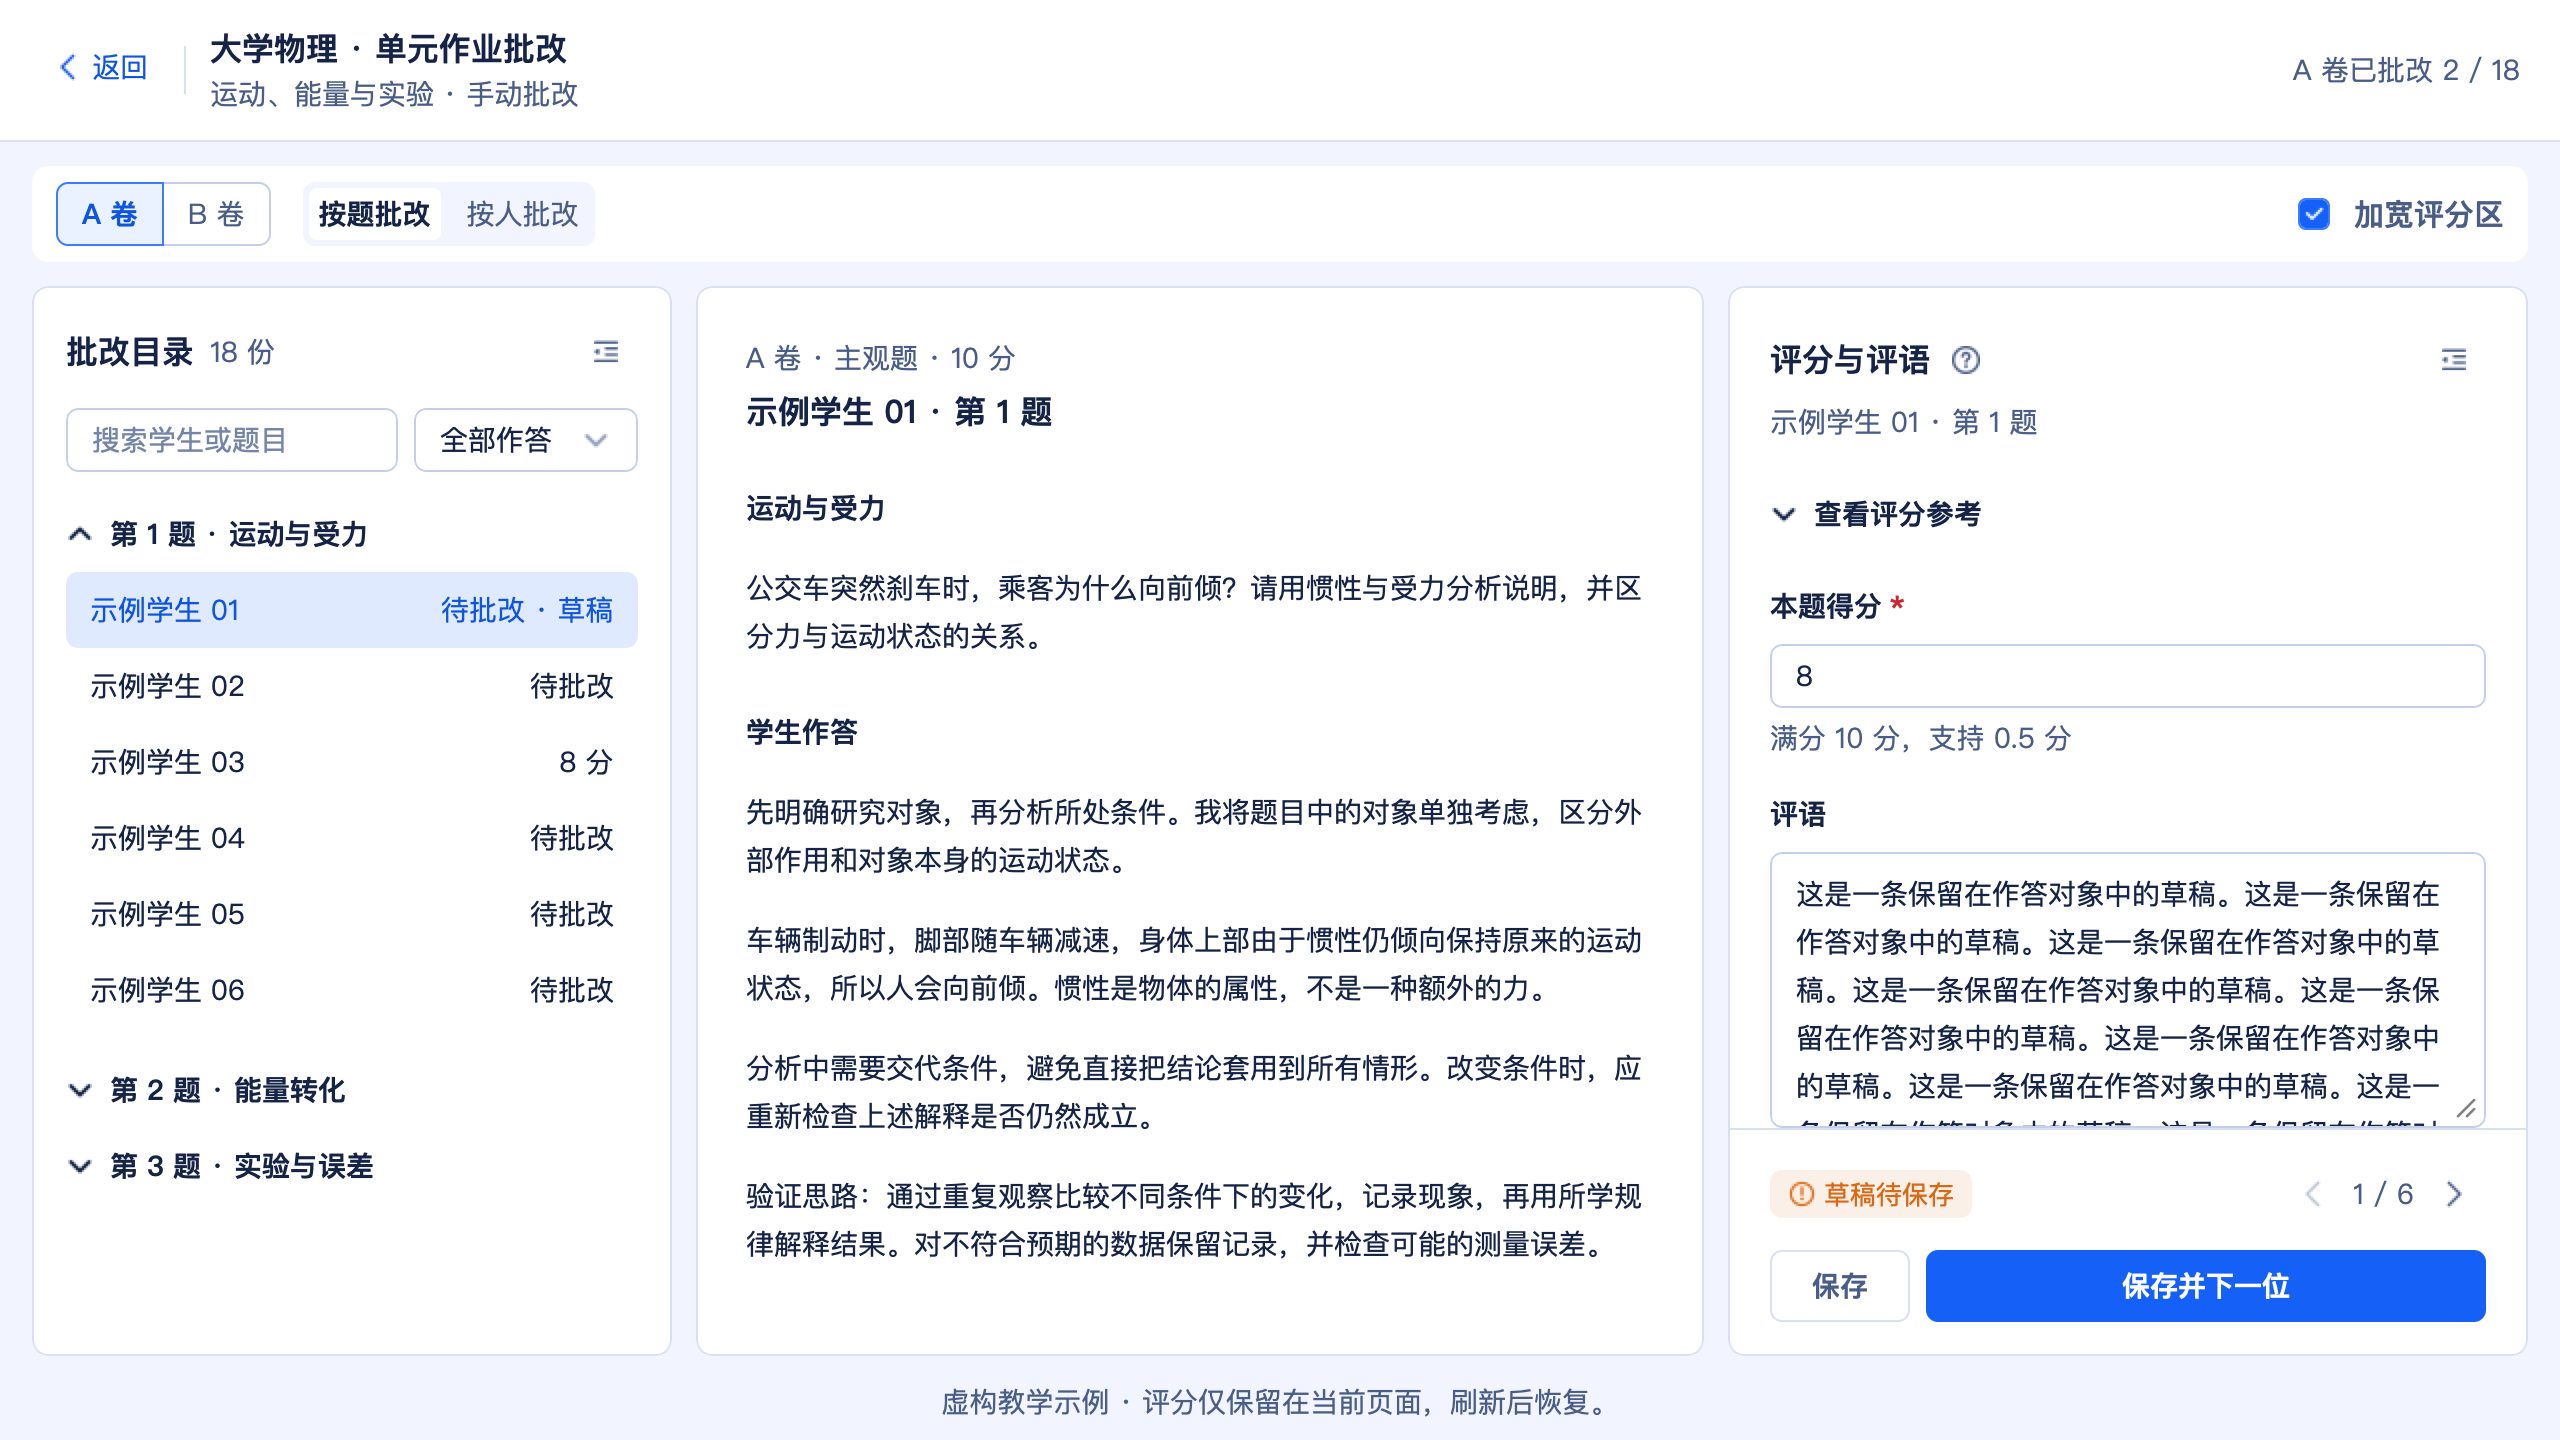 返回
大学物理 · 单元作业批改
运动、能量与实验 · 手动批改
A 卷已批改 2 / 18
A 卷
B 卷
按题批改
按人批改
加宽评分区
批改目录 18 份
搜索学生或题目
全部作答
第 1 题 · 运动与受力
示例学生 01 待批改 · 草稿
示例学生 02 待批改
示例学生 03 8 分
示例学生 04 待批改
示例学生 05 待批改
示例学生 06 待批改
第 2 题 · 能量转化
第 3 题 · 实验与误差
A 卷 · 主观题 · 10 分
示例学生 01 · 第 1 题
运动与受力
公交车突然刹车时，乘客为什么向前倾？请用惯性与受力分析说明，并区
分力与运动状态的关系。
学生作答
先明确研究对象，再分析所处条件。我将题目中的对象单独考虑，区分外
部作用和对象本身的运动状态。
车辆制动时，脚部随车辆减速，身体上部由于惯性仍倾向保持原来的运动
状态，所以人会向前倾。惯性是物体的属性，不是一种额外的力。
分析中需要交代条件，避免直接把结论套用到所有情形。改变条件时，应
重新检查上述解释是否仍然成立。
验证思路：通过重复观察比较不同条件下的变化，记录现象，再用所学规
律解释结果。对不符合预期的数据保留记录，并检查可能的测量误差。
评分与评语
示例学生 01 · 第 1 题
查看评分参考
本题得分 *
8
满分 10 分，支持 0.5 分
评语
这是一条保留在作答对象中的草稿。这是一条保留在
作答对象中的草稿。这是一条保留在作答对象中的草
稿。这是一条保留在作答对象中的草稿。这是一条保
留在作答对象中的草稿。这是一条保留在作答对象中
的草稿。这是一条保留在作答对象中的草稿。这是一
草稿待保存
1 / 6
保存
保存并下一位
虚构教学示例 · 评分仅保留在当前页面，刷新后恢复。